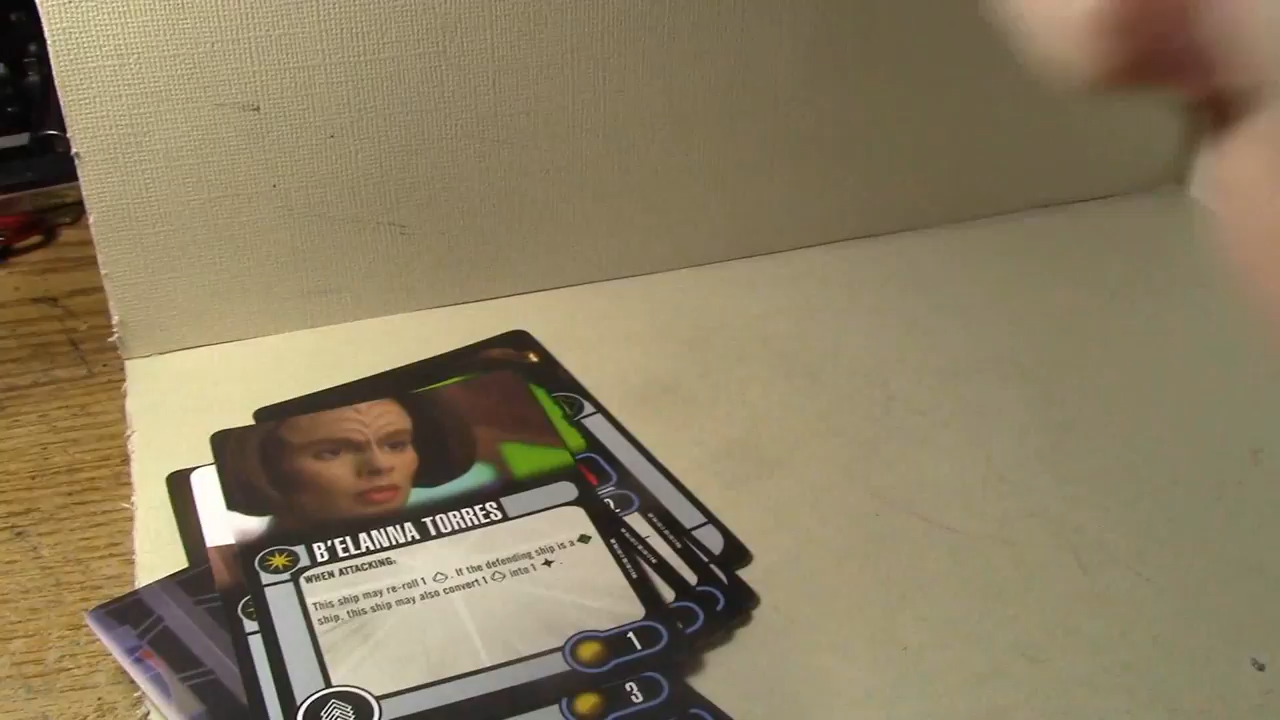 B'ELANNA TORRES
WHEN ATTACKING:
This ship may re-roll 1 . If the defending ship is a
ship, this ship may also convert 1 into 1 .
1
3